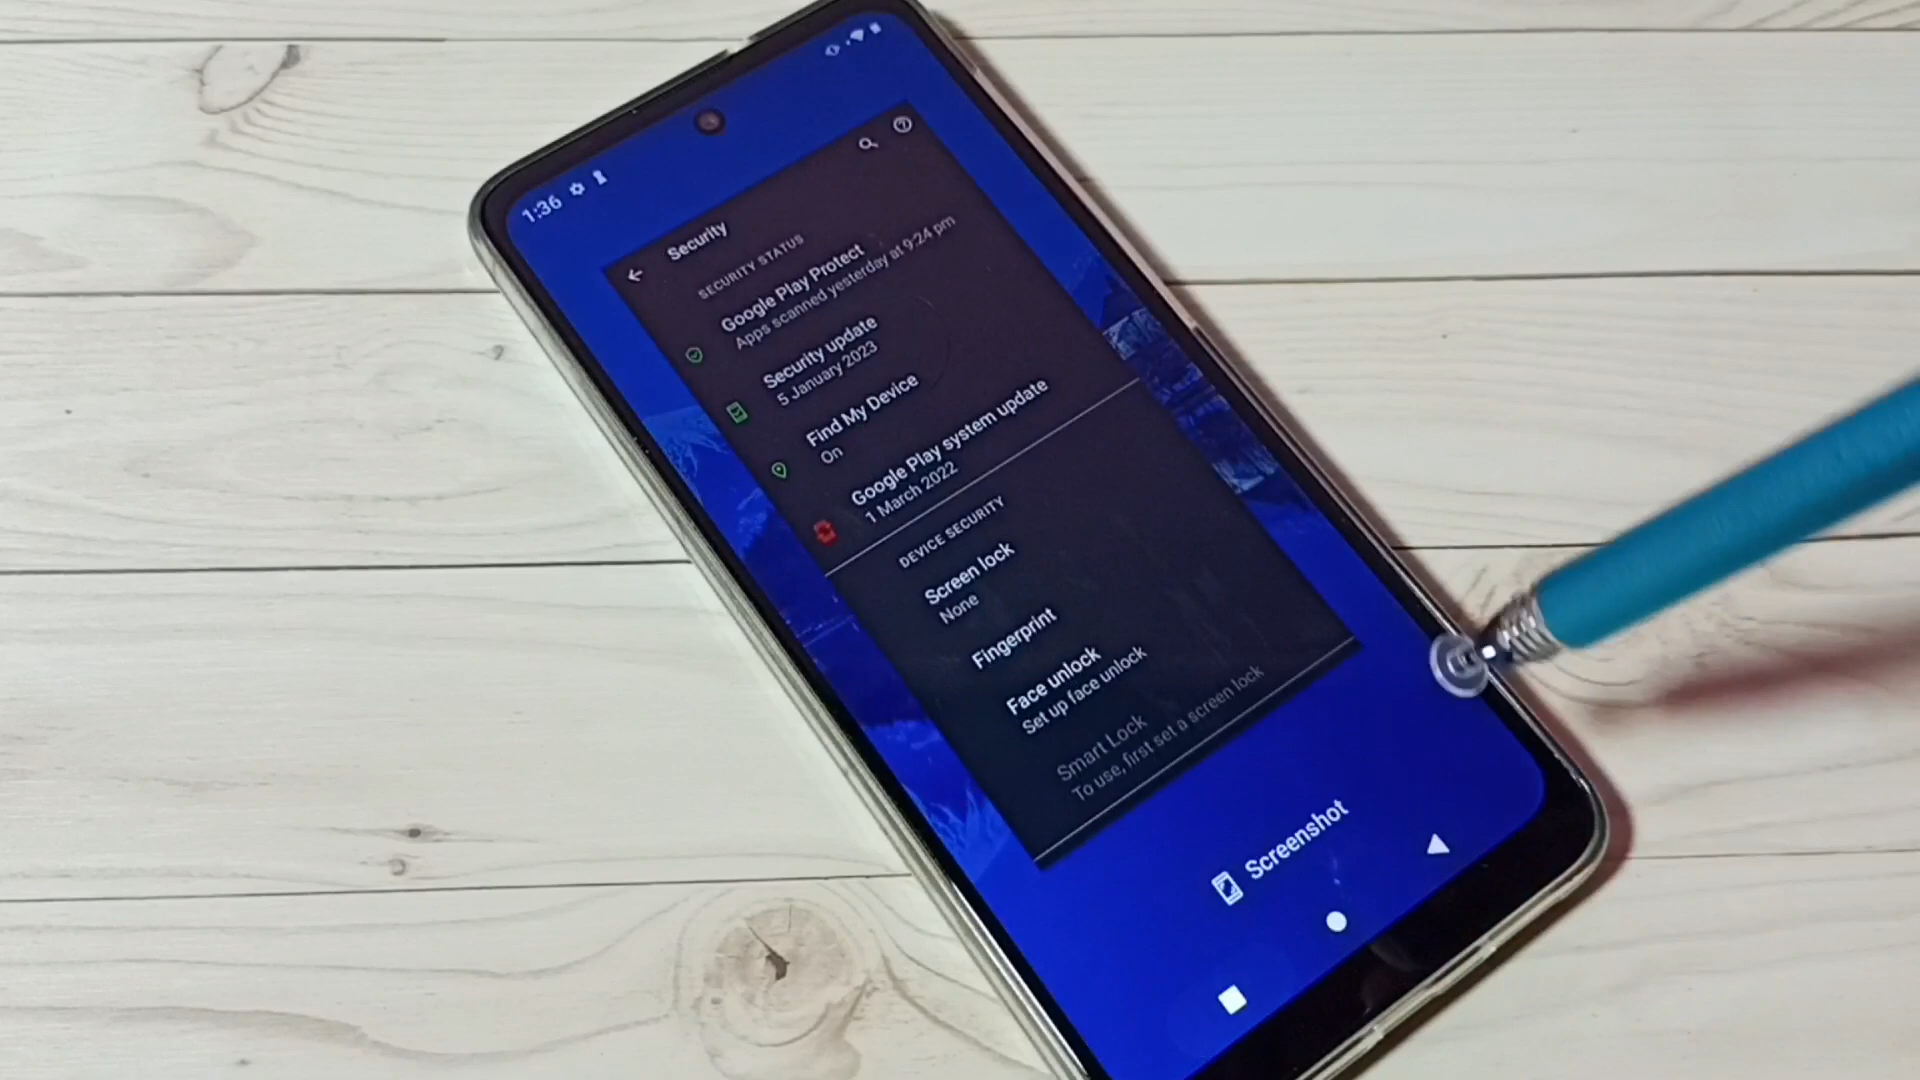 1:36
Security
SECURITY STATUS
Google Play Protect
Apps scanned yesterday at 9:24 pm
Security update
5 January 2023
Find My Device
On
Google Play system update
1 March 2022
DEVICE SECURITY
Screen lock
None
Fingerprint
Face unlock
Set up face unlock
Smart Lock
To use, first set a screen lock
Screenshot